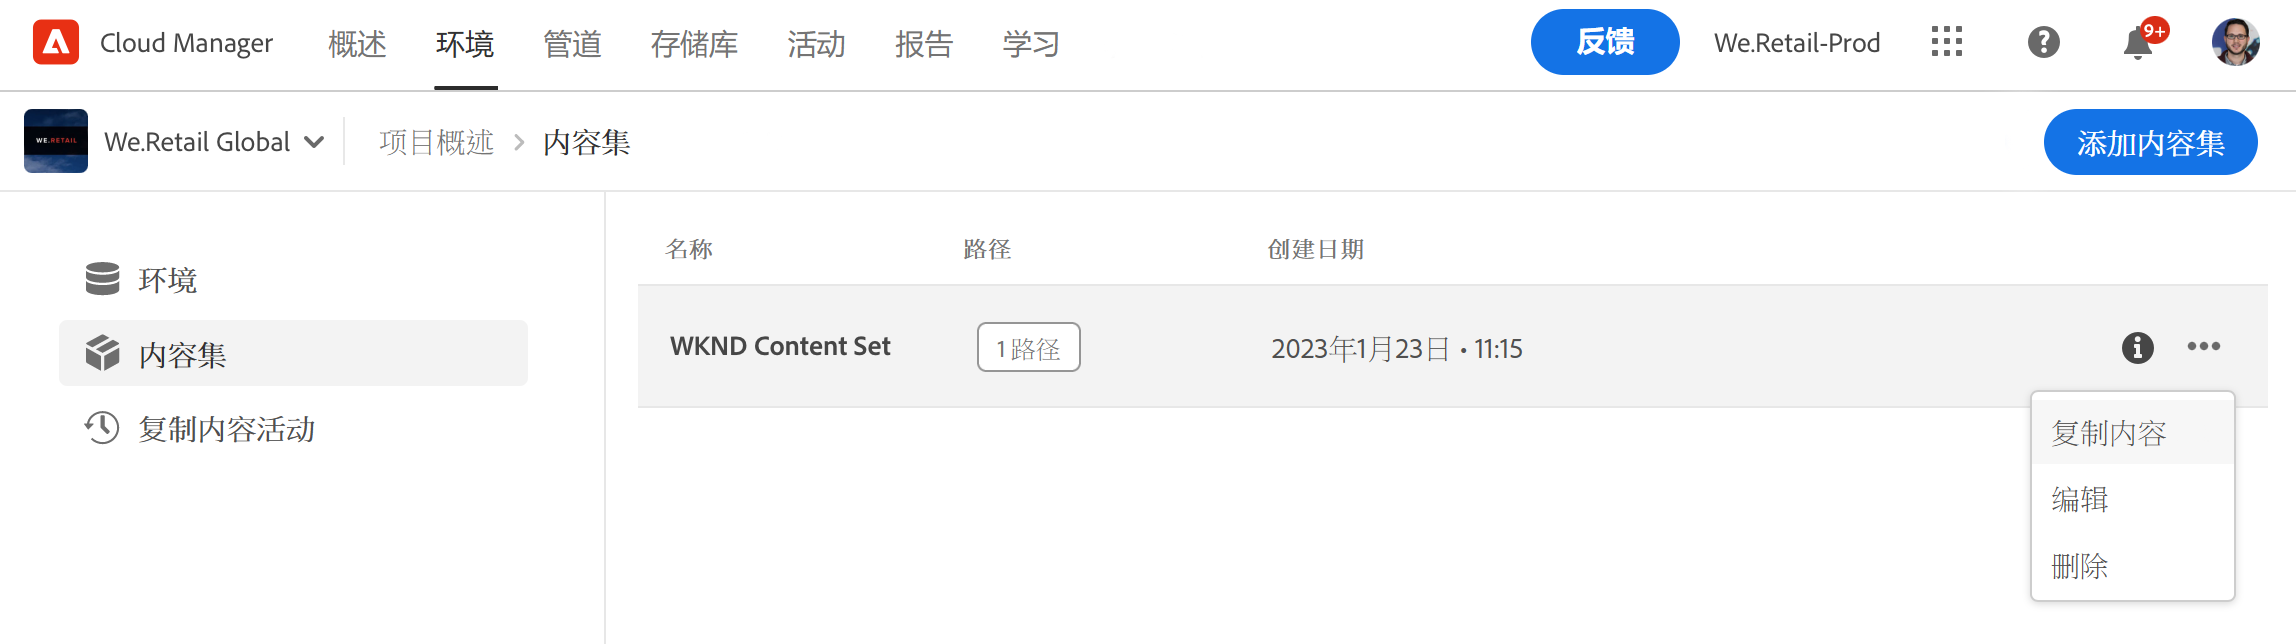 Cloud Manager 概述 环境 管道 存储库 活动 报告 学习 反馈 We.Retail-Prod 9+
WE.RETAIL We.Retail Global 项目概述 内容集 添加内容集
环境
内容集
复制内容活动
名称 路径 创建日期
WKND Content Set 1 路径 2023年1月23日 • 11:15
复制内容
编辑
删除